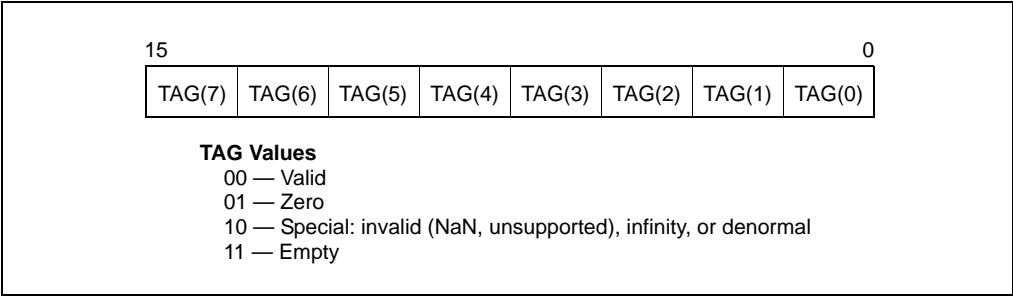 15 0
TAG(7) TAG(6) TAG(5) TAG(4) TAG(3) TAG(2) TAG(1) TAG(0)
TAG Values
00 — Valid
01 — Zero
10 — Special: invalid (NaN, unsupported), infinity, or denormal
11 — Empty